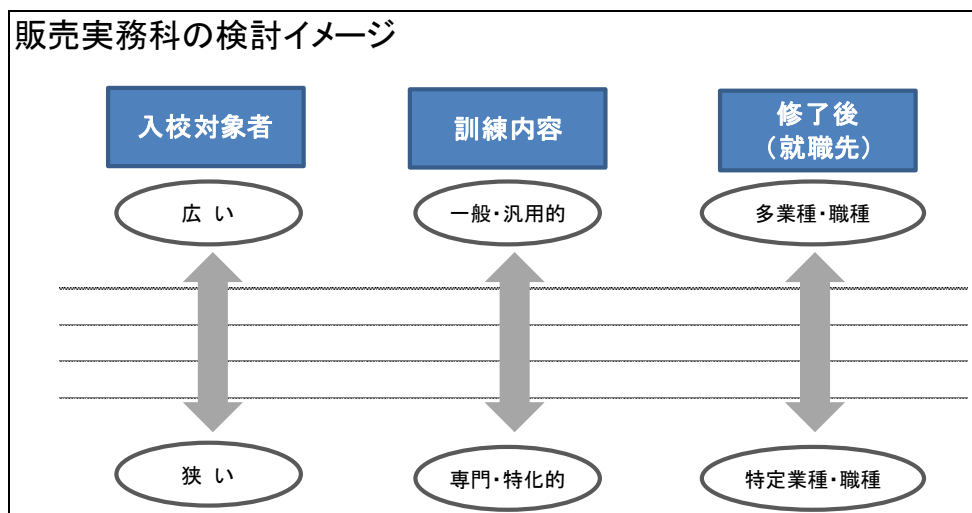 販売実務科の検討イメージ
入校対象者
訓練内容
修了後
（就職先）
広 い
一般・汎用的
多業種・職種
狭 い
専門・特化的
特定業種・職種